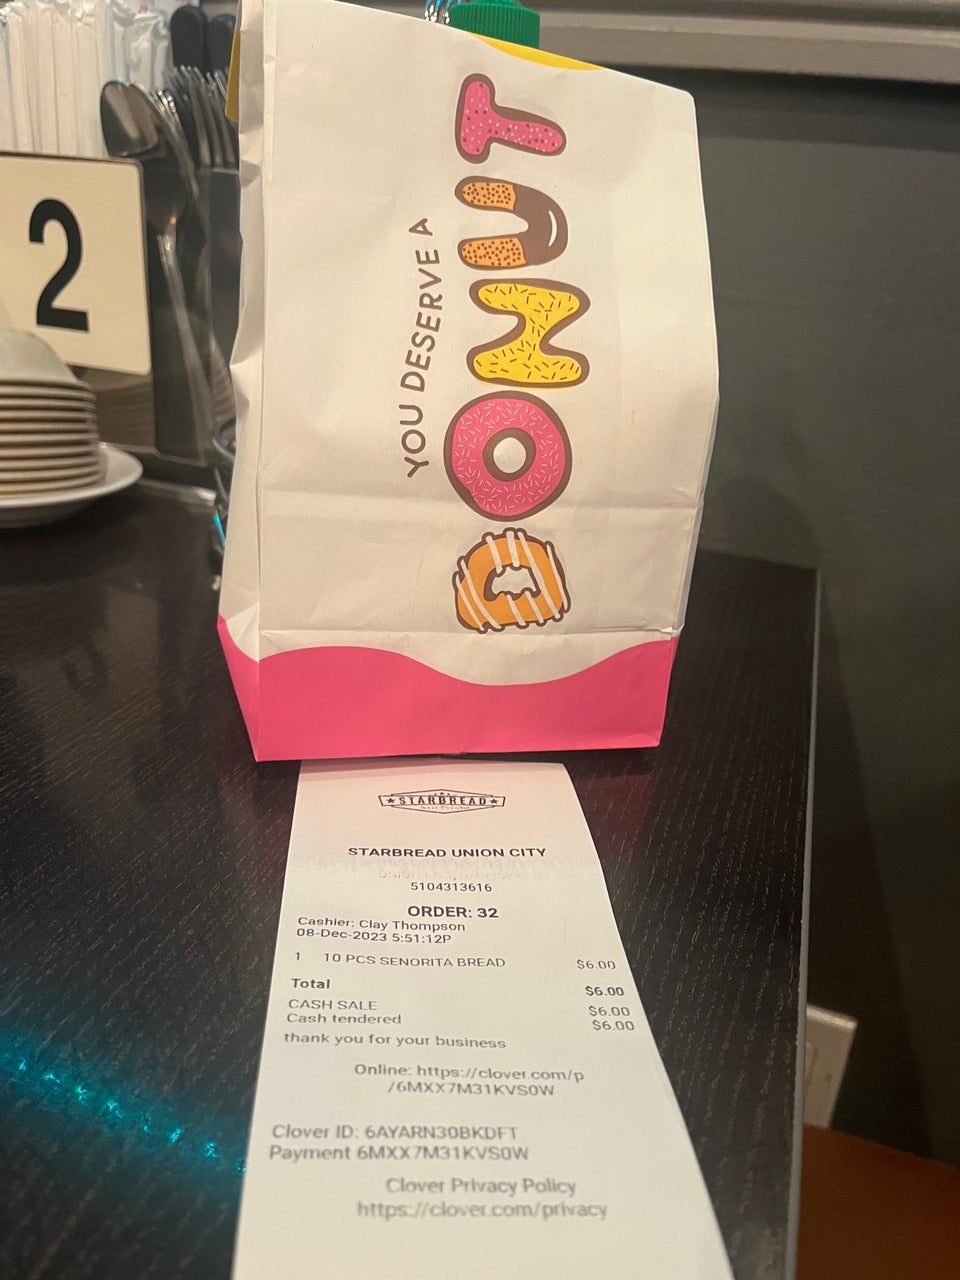 2
YOU DESERVE A
DONUT
★STARBREAD★
STARBREAD UNION CITY
5104313616
ORDER: 32
Cashier: Clay Thompson
08-Dec-2023 5:51:12P
1 10 PCS SENORITA BREAD $6.00
Total $6.00
CASH SALE $6.00
Cash tendered $6.00
thank you for your business
Online: https://clover.com/p
/6MXX7M31KVS0W
Clover ID: 6AYARN30BKDFT
Payment 6MXX7M31KVS0W
Clover Privacy Policy
https://clover.com/privacy